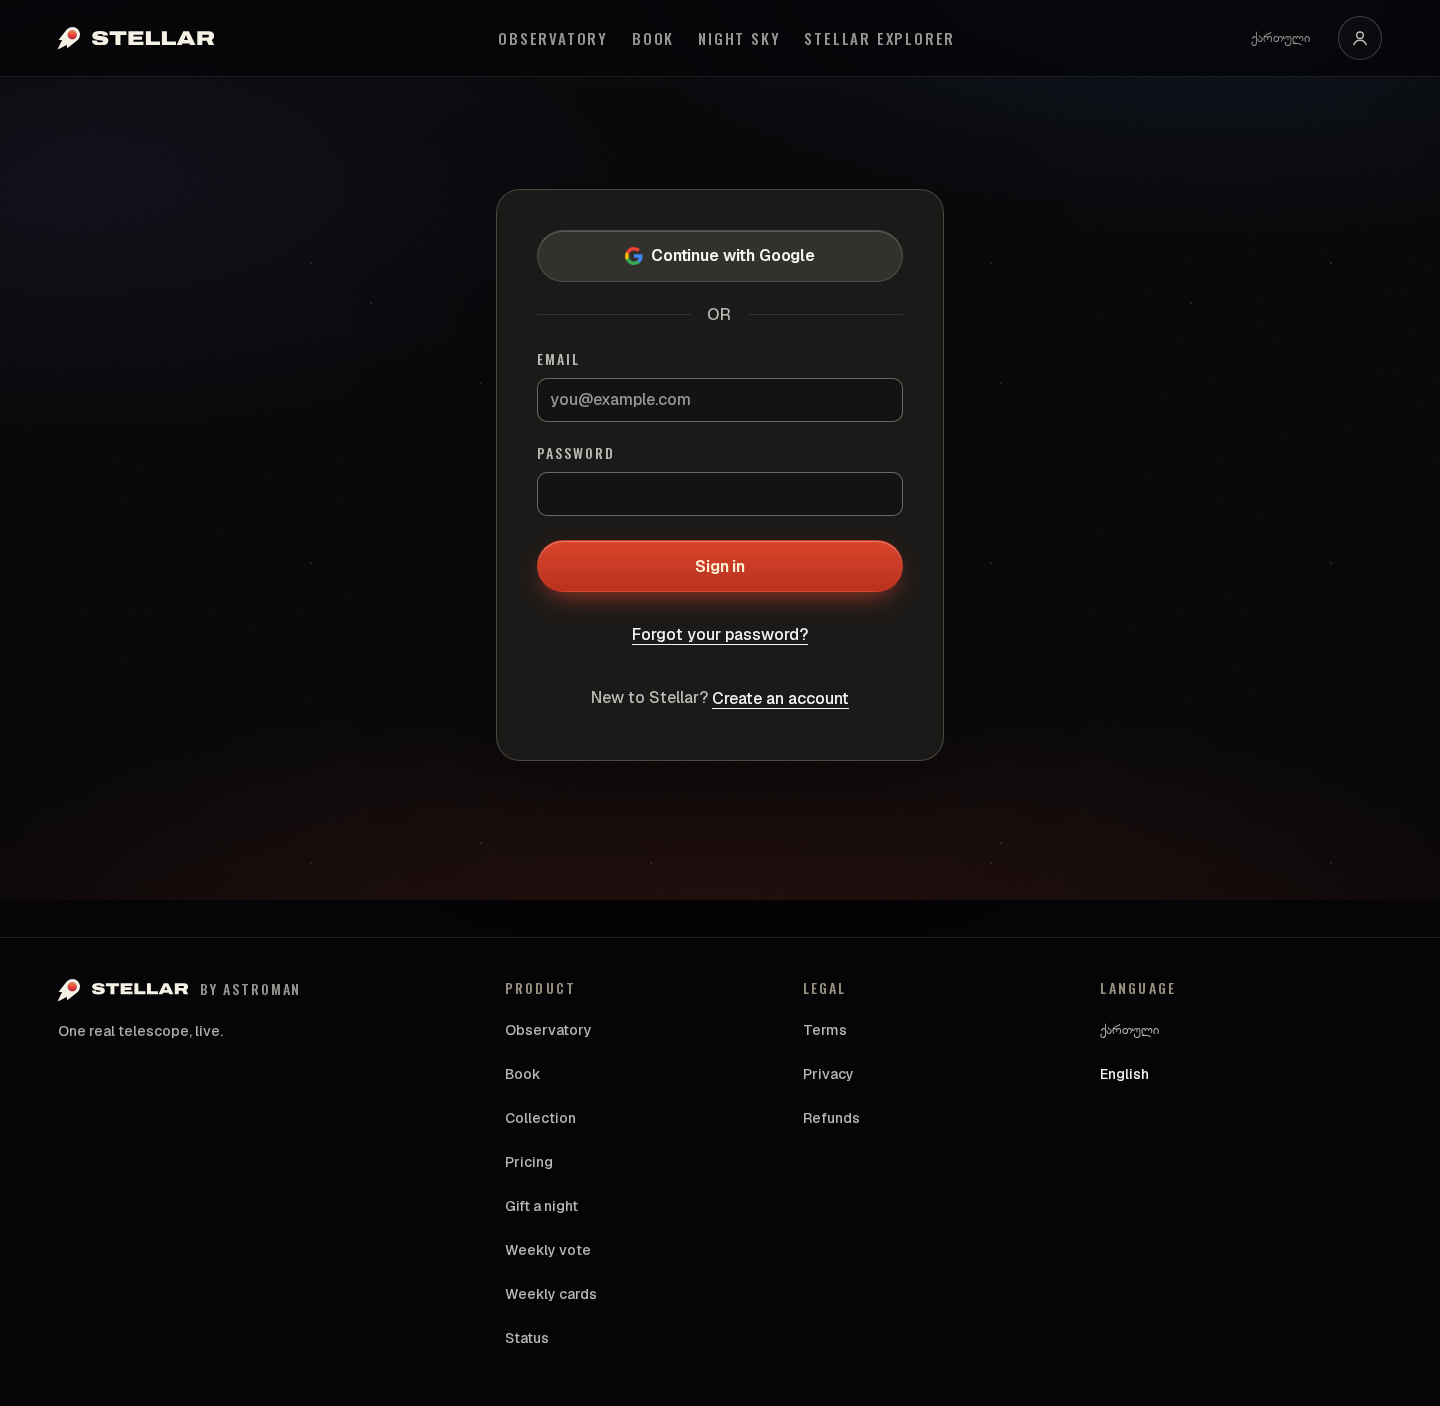 STELLAR
OBSERVATORY BOOK NIGHT SKY STELLAR EXPLORER
ქართული
Continue with Google
OR
EMAIL
you@example.com
PASSWORD
Sign in
Forgot your password?
New to Stellar? Create an account
STELLAR BY ASTROMAN
One real telescope, live.
PRODUCT
Observatory
Book
Collection
Pricing
Gift a night
Weekly vote
Weekly cards
Status
LEGAL
Terms
Privacy
Refunds
LANGUAGE
ქართული
English